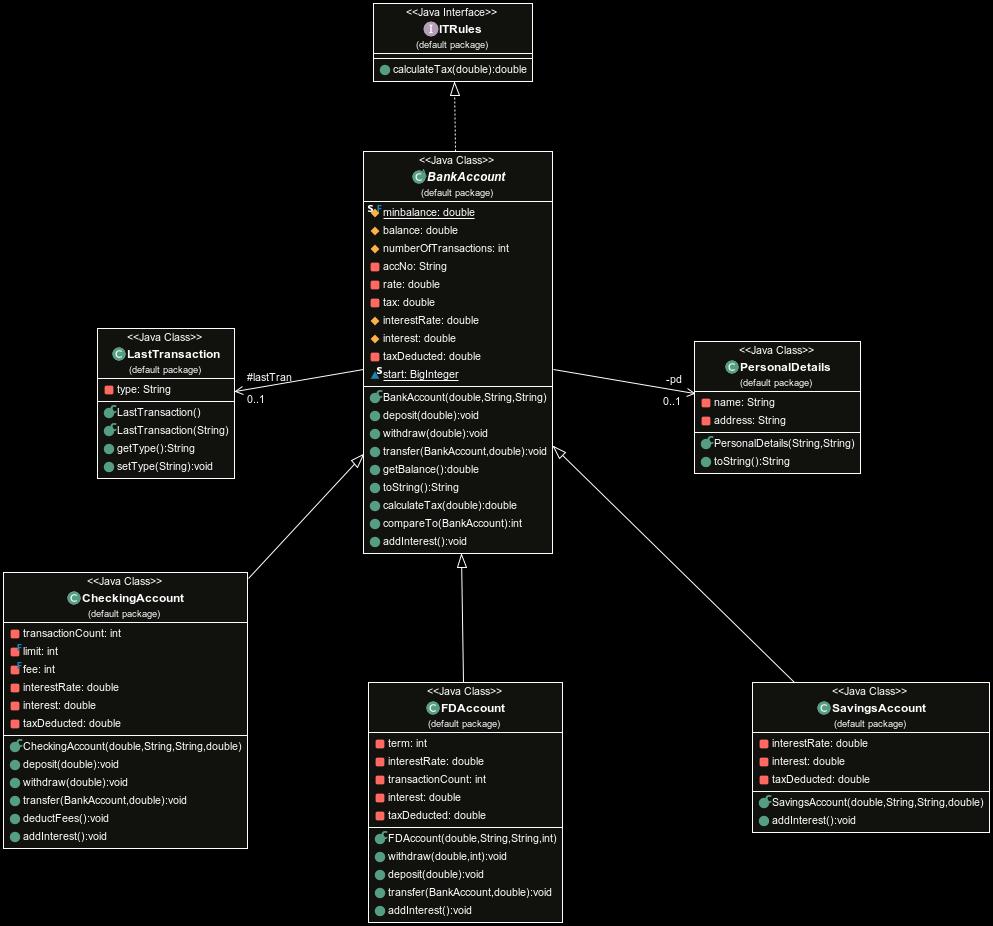 <<Java Interface>>
ITRules
(default package)
calculateTax(double):double
<<Java Class>>
BankAccount
(default package)
minbalance: double
balance: double
numberOfTransactions: int
accNo: String
rate: double
tax: double
interestRate: double
interest: double
taxDeducted: double
start: BigInteger
BankAccount(double,String,String)
deposit(double):void
withdraw(double):void
transfer(BankAccount,double):void
getBalance():double
toString():String
calculateTax(double):double
compareTo(BankAccount):int
addInterest():void
<<Java Class>>
LastTransaction
(default package)
type: String
LastTransaction()
LastTransaction(String)
getType():String
setType(String):void
#lastTran
0..1
-pd
0..1
<<Java Class>>
PersonalDetails
(default package)
name: String
address: String
PersonalDetails(String,String)
toString():String
<<Java Class>>
CheckingAccount
(default package)
transactionCount: int
limit: int
fee: int
interestRate: double
interest: double
taxDeducted: double
CheckingAccount(double,String,String,double)
deposit(double):void
withdraw(double):void
transfer(BankAccount,double):void
deductFees():void
addInterest():void
<<Java Class>>
FDAccount
(default package)
term: int
interestRate: double
transactionCount: int
interest: double
taxDeducted: double
FDAccount(double,String,String,int)
withdraw(double,int):void
deposit(double):void
transfer(BankAccount,double):void
addInterest():void
<<Java Class>>
SavingsAccount
(default package)
interestRate: double
interest: double
taxDeducted: double
SavingsAccount(double,String,String,double)
addInterest():void